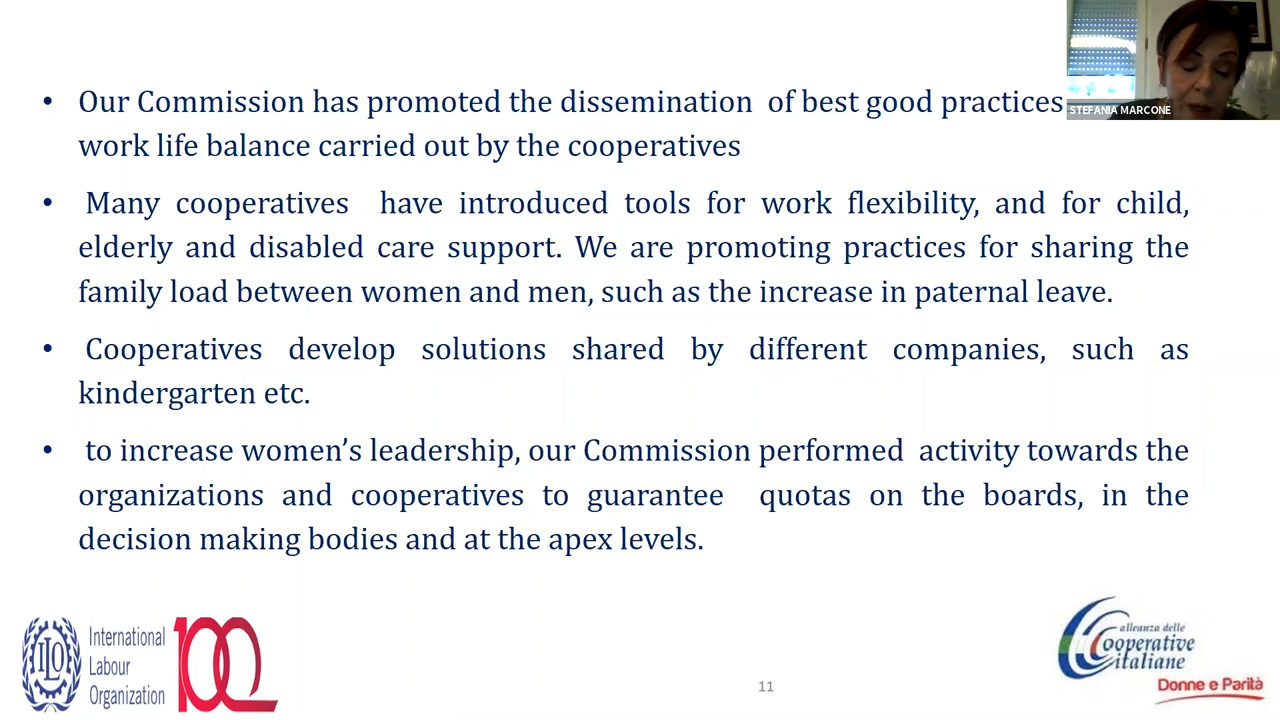 • Our Commission has promoted the dissemination of best good practices
STEFANIA MARCONE
work life balance carried out by the cooperatives
• Many cooperatives have introduced tools for work flexibility, and for child,
elderly and disabled care support. We are promoting practices for sharing the
family load between women and men, such as the increase in paternal leave.
• Cooperatives develop solutions shared by different companies, such as
kindergarten etc.
• to increase women’s leadership, our Commission performed activity towards the
organizations and cooperatives to guarantee quotas on the boards, in the
decision making bodies and at the apex levels.
ILO
International
Labour
Organization
100
11
alleanza delle
Cooperative
italiane
Donne e Parità